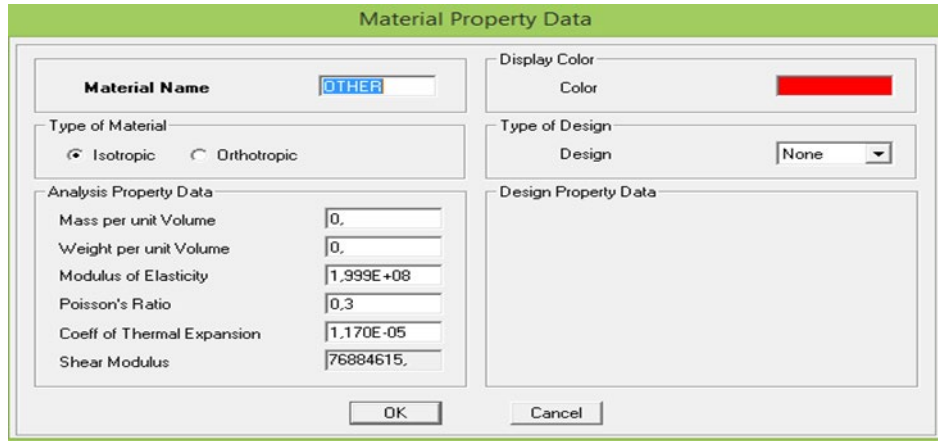 Material Property Data
Material Name OTHER
Display Color
Color
Type of Material
Isotropic Orthotropic
Type of Design
Design None
Analysis Property Data
Mass per unit Volume 0,
Weight per unit Volume 0,
Modulus of Elasticity 1,999E+08
Poisson's Ratio 0,3
Coeff of Thermal Expansion 1,170E-05
Shear Modulus 76884615,
Design Property Data
OK Cancel